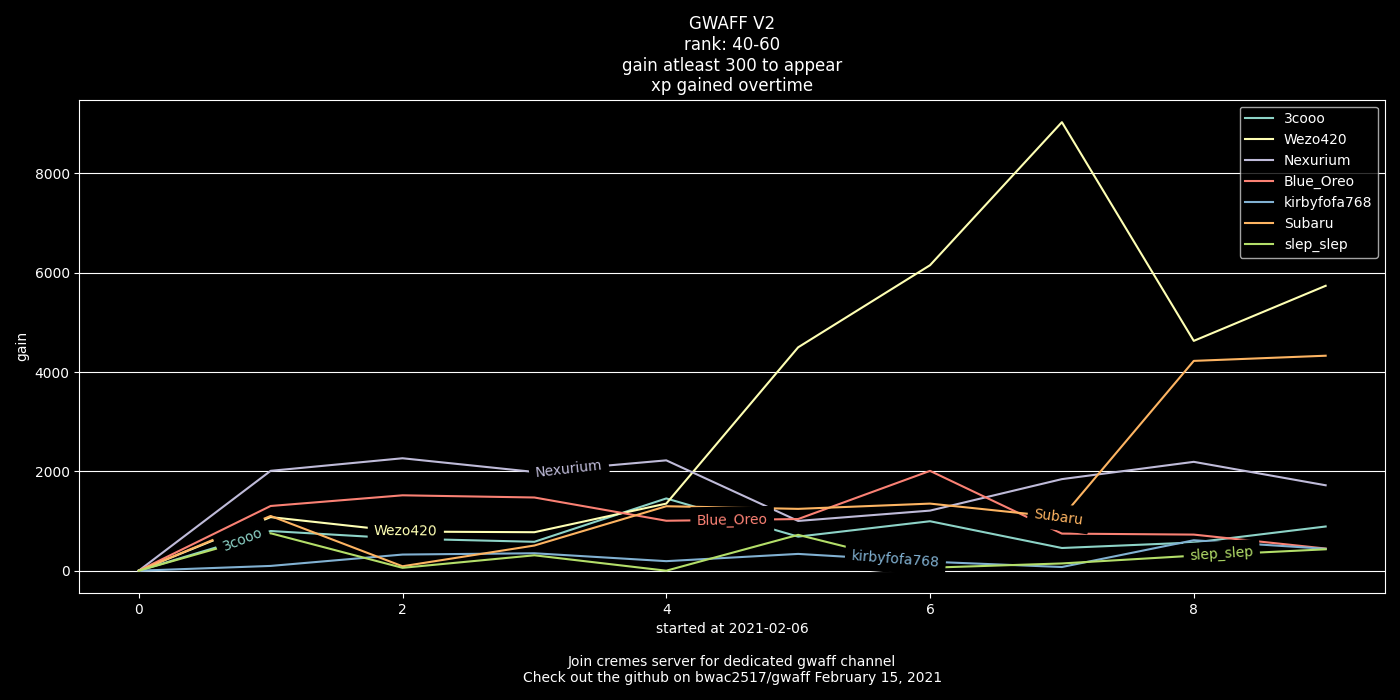 GWAFF V2
rank: 40-60
gain atleast 300 to appear
xp gained overtime
3cooo
Wezo420
Nexurium
Blue_Oreo
kirbyfofa768
Subaru
slep_slep
8000
6000
4000
2000
0
gain
Nexurium
Wezo420
3cooo
Blue_Oreo
kirbyfofa768
Subaru
slep_slep
0 2 4 6 8
started at 2021-02-06
Join cremes server for dedicated gwaff channel
Check out the github on bwac2517/gwaff February 15, 2021